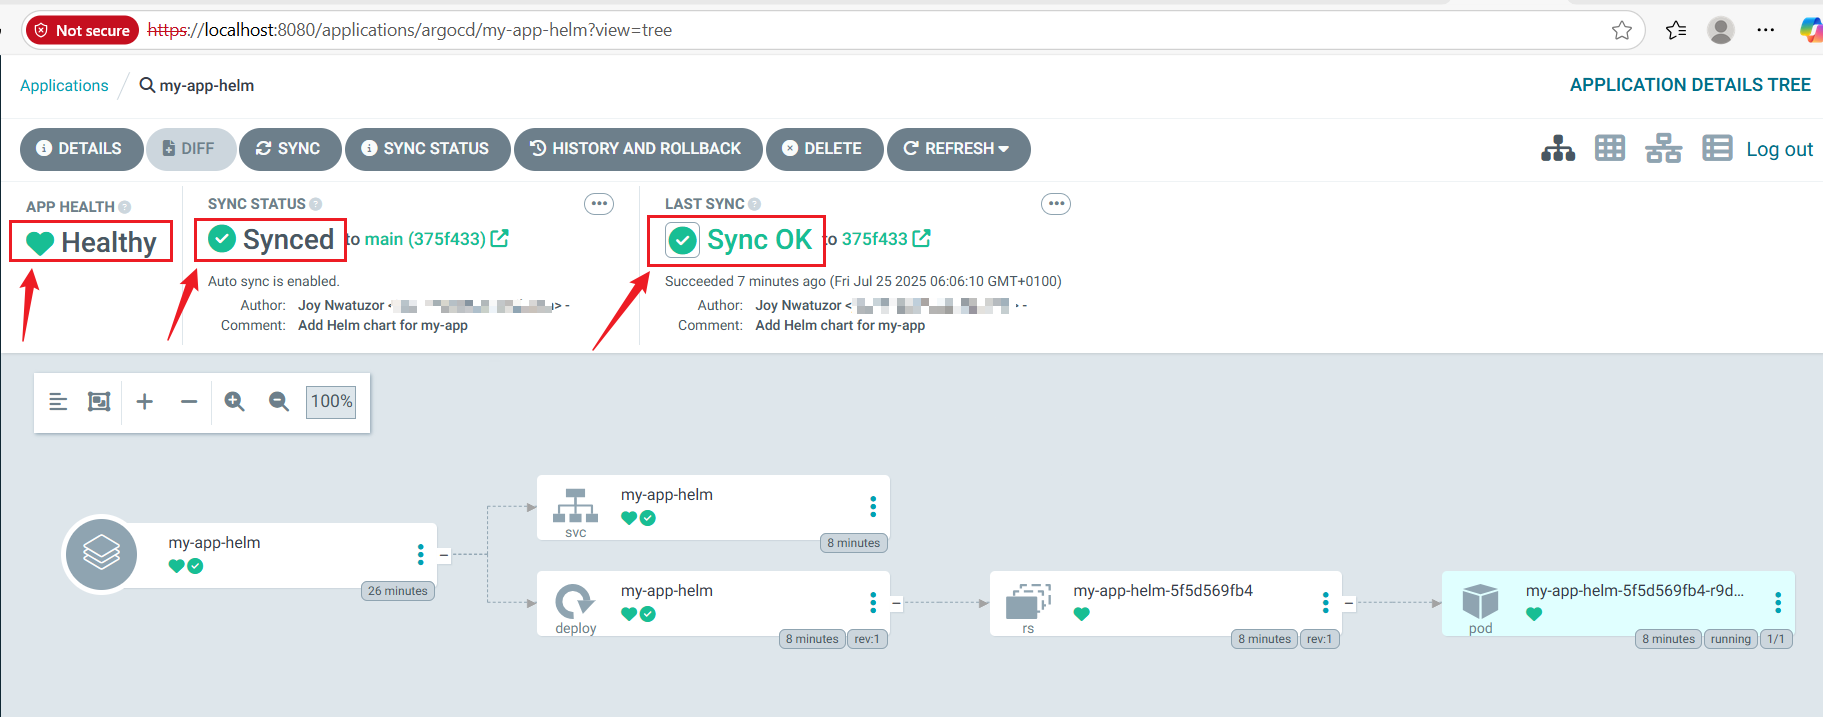 Not secure https://localhost:8080/applications/argocd/my-app-helm?view=tree
Applications / my-app-helm
APPLICATION DETAILS TREE
DETAILS DIFF SYNC SYNC STATUS HISTORY AND ROLLBACK DELETE REFRESH Log out
APP HEALTH
Healthy
SYNC STATUS
Synced to main (375f433)
Auto sync is enabled.
Author: Joy Nwatuzor < > -
Comment: Add Helm chart for my-app
LAST SYNC
Sync OK to 375f433
Succeeded 7 minutes ago (Fri Jul 25 2025 06:06:10 GMT+0100)
Author: Joy Nwatuzor < > -
Comment: Add Helm chart for my-app
100%
my-app-helm
26 minutes
my-app-helm
svc
8 minutes
my-app-helm
deploy
8 minutes rev:1
my-app-helm-5f5d569fb4
rs
8 minutes rev:1
my-app-helm-5f5d569fb4-r9d...
pod
8 minutes running 1/1